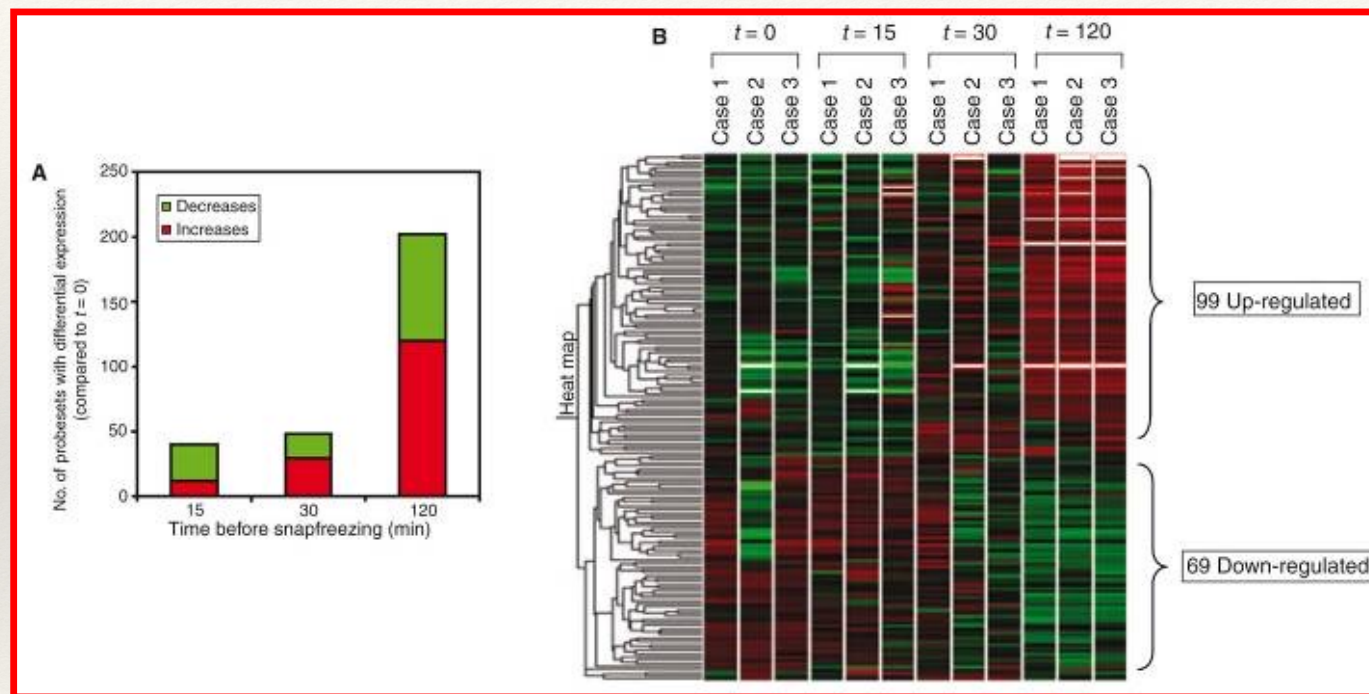 A
250
200
150
100
50
0
Decreases
Increases
No. of probesets with differential expression
(compared to t = 0)
15
30
120
Time before snapfreezing (min)
B
t = 0
t = 15
t = 30
t = 120
Case 1
Case 2
Case 3
Case 1
Case 2
Case 3
Case 1
Case 2
Case 3
Case 1
Case 2
Case 3
Heat map
99 Up-regulated
69 Down-regulated